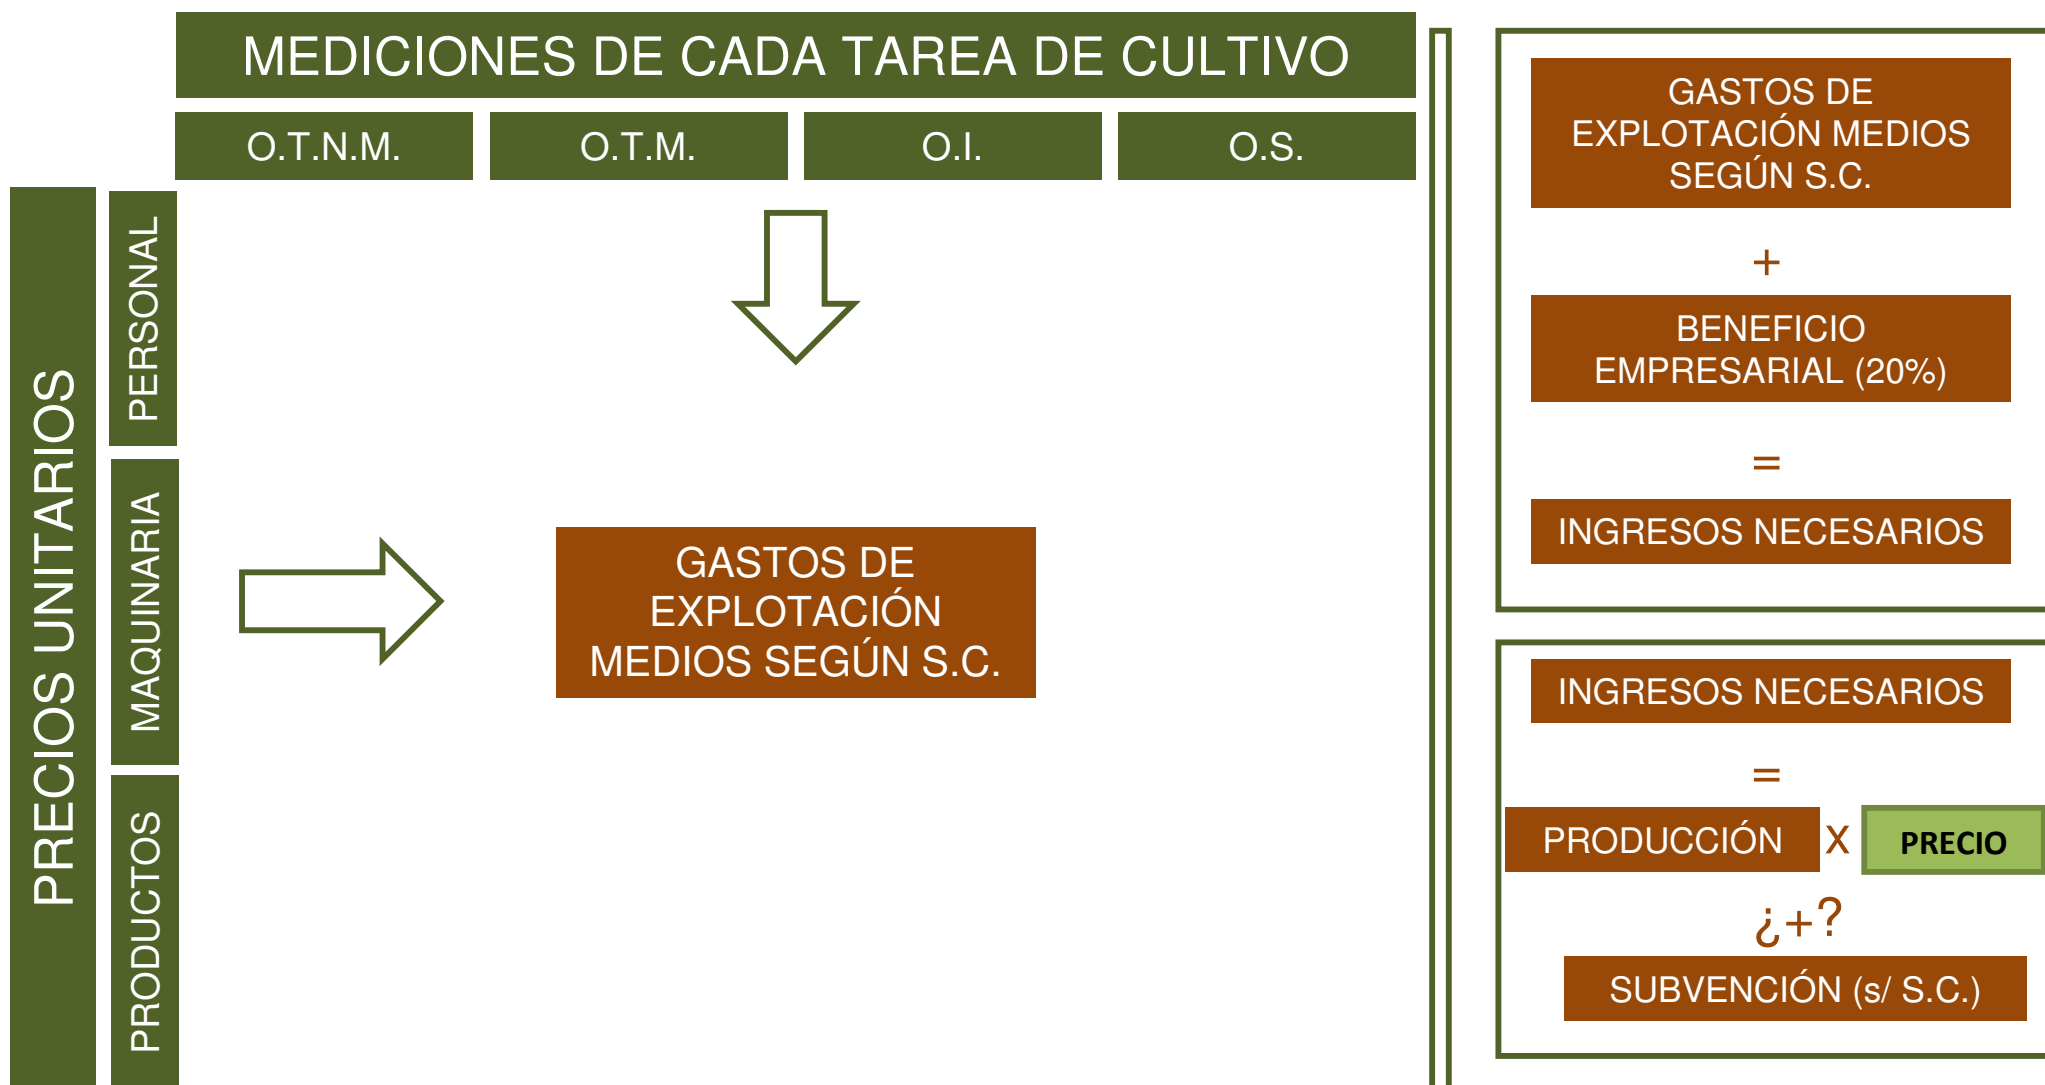 MEDICIONES DE CADA TAREA DE CULTIVO
O.T.N.M.
O.T.M.
O.I.
O.S.
PRECIOS UNITARIOS
PERSONAL
MAQUINARIA
PRODUCTOS
GASTOS DE
EXPLOTACIÓN
MEDIOS SEGÚN S.C.
GASTOS DE
EXPLOTACIÓN MEDIOS
SEGÚN S.C.
+
BENEFICIO
EMPRESARIAL (20%)
=
INGRESOS NECESARIOS
INGRESOS NECESARIOS
=
PRODUCCIÓN X PRECIO
¿+?
SUBVENCIÓN (s/ S.C.)